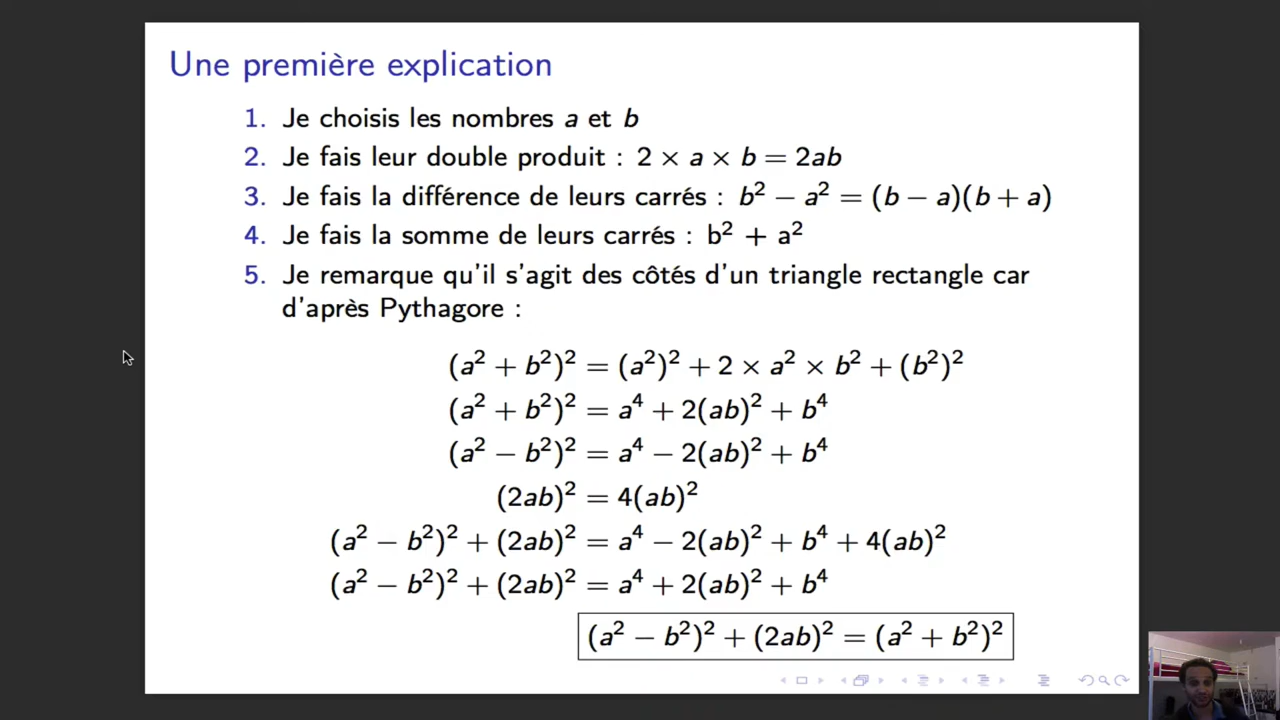 Une première explication
1. Je choisis les nombres a et b
2. Je fais leur double produit : 2 × a × b = 2ab
3. Je fais la différence de leurs carrés : b² − a² = (b − a)(b + a)
4. Je fais la somme de leurs carrés : b² + a²
5. Je remarque qu'il s'agit des côtés d'un triangle rectangle car
d'après Pythagore :
(a² + b²)² = (a²)² + 2 × a² × b² + (b²)²
(a² + b²)² = a⁴ + 2(ab)² + b⁴
(a² − b²)² = a⁴ − 2(ab)² + b⁴
(2ab)² = 4(ab)²
(a² − b²)² + (2ab)² = a⁴ − 2(ab)² + b⁴ + 4(ab)²
(a² − b²)² + (2ab)² = a⁴ + 2(ab)² + b⁴
(a² − b²)² + (2ab)² = (a² + b²)²